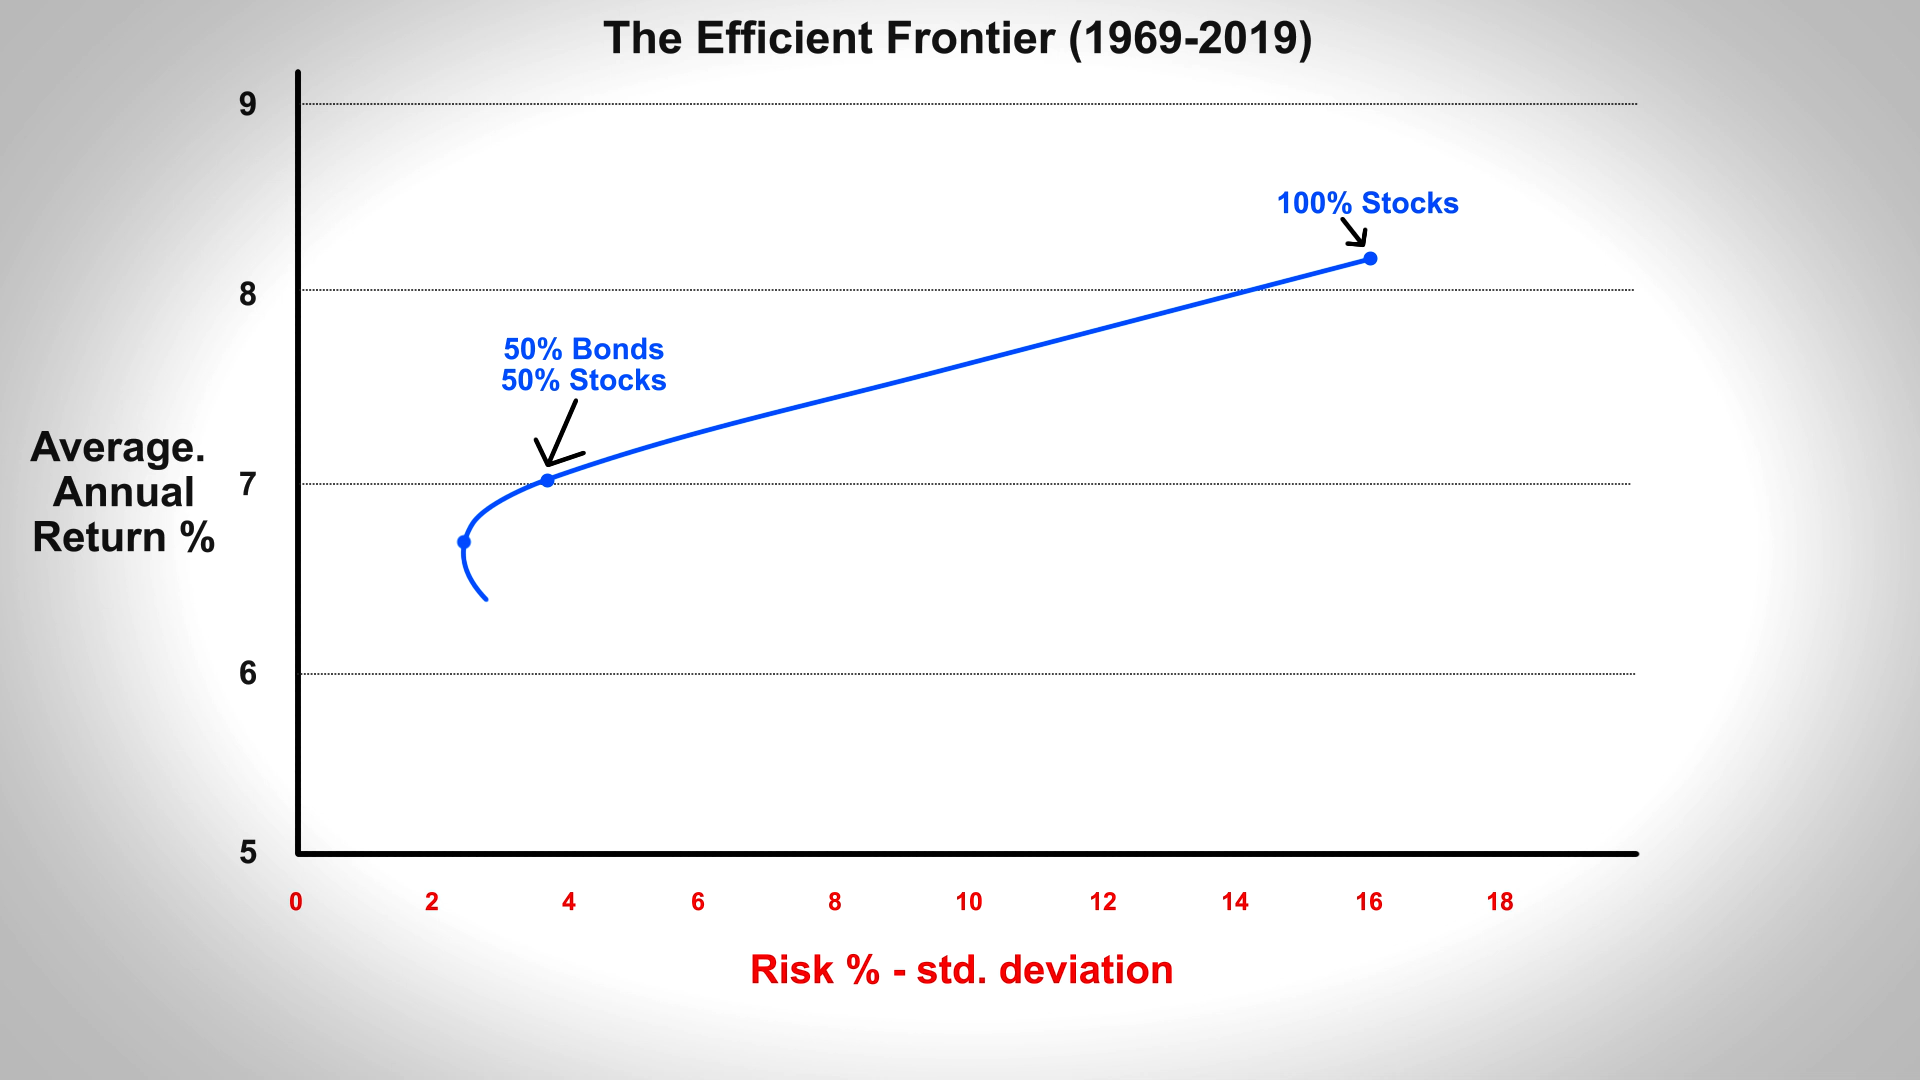 The Efficient Frontier (1969-2019)
9
100% Stocks
8
50% Bonds
50% Stocks
Average.
Annual
Return %
7
6
5
0 2 4 6 8 10 12 14 16 18
Risk % - std. deviation